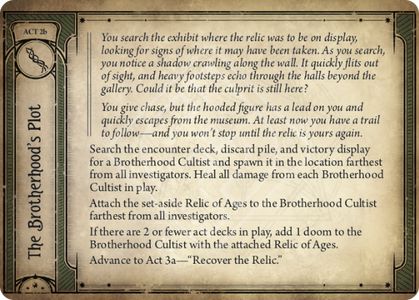 ACT 2b
The Brotherhood's Plot
You search the exhibit where the relic was to be on display,
looking for signs of where it may have been taken. As you search,
you notice a shadow crawling along the wall. It quickly flits out
of sight, and heavy footsteps echo through the halls beyond the
gallery. Could it be that the culprit is still here?
You give chase, but the hooded figure has a lead on you and
quickly escapes from the museum. At least now you have a trail
to follow—and you won't stop until the relic is yours again.
Search the encounter deck, discard pile, and victory display
for a Brotherhood Cultist and spawn it in the location farthest
from all investigators. Heal all damage from each Brotherhood
Cultist in play.
Attach the set-aside Relic of Ages to the Brotherhood Cultist
farthest from all investigators.
If there are 2 or fewer act decks in play, add 1 doom to the
Brotherhood Cultist with the attached Relic of Ages.
Advance to Act 3a—“Recover the Relic.”